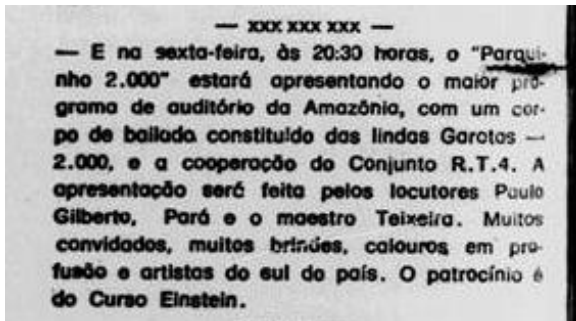 — XXX XXX XXX —
— E na sexta-feira, às 20:30 horas, o "Parqui-
nho 2.000" estará apresentando o maior pro-
grama de auditório da Amazônia, com um cor-
po de bailado constituído das lindas Garotas —
2.000, e a cooperação do Conjunto R.T.4. A
apresentação será feita pelos locutores Paulo
Gilberto, Pará e o maestro Teixeira. Muitos
convidados, muitos brindes, calouros em pro-
fusão e artistas do sul do país. O patrocínio é
do Curso Einstein.